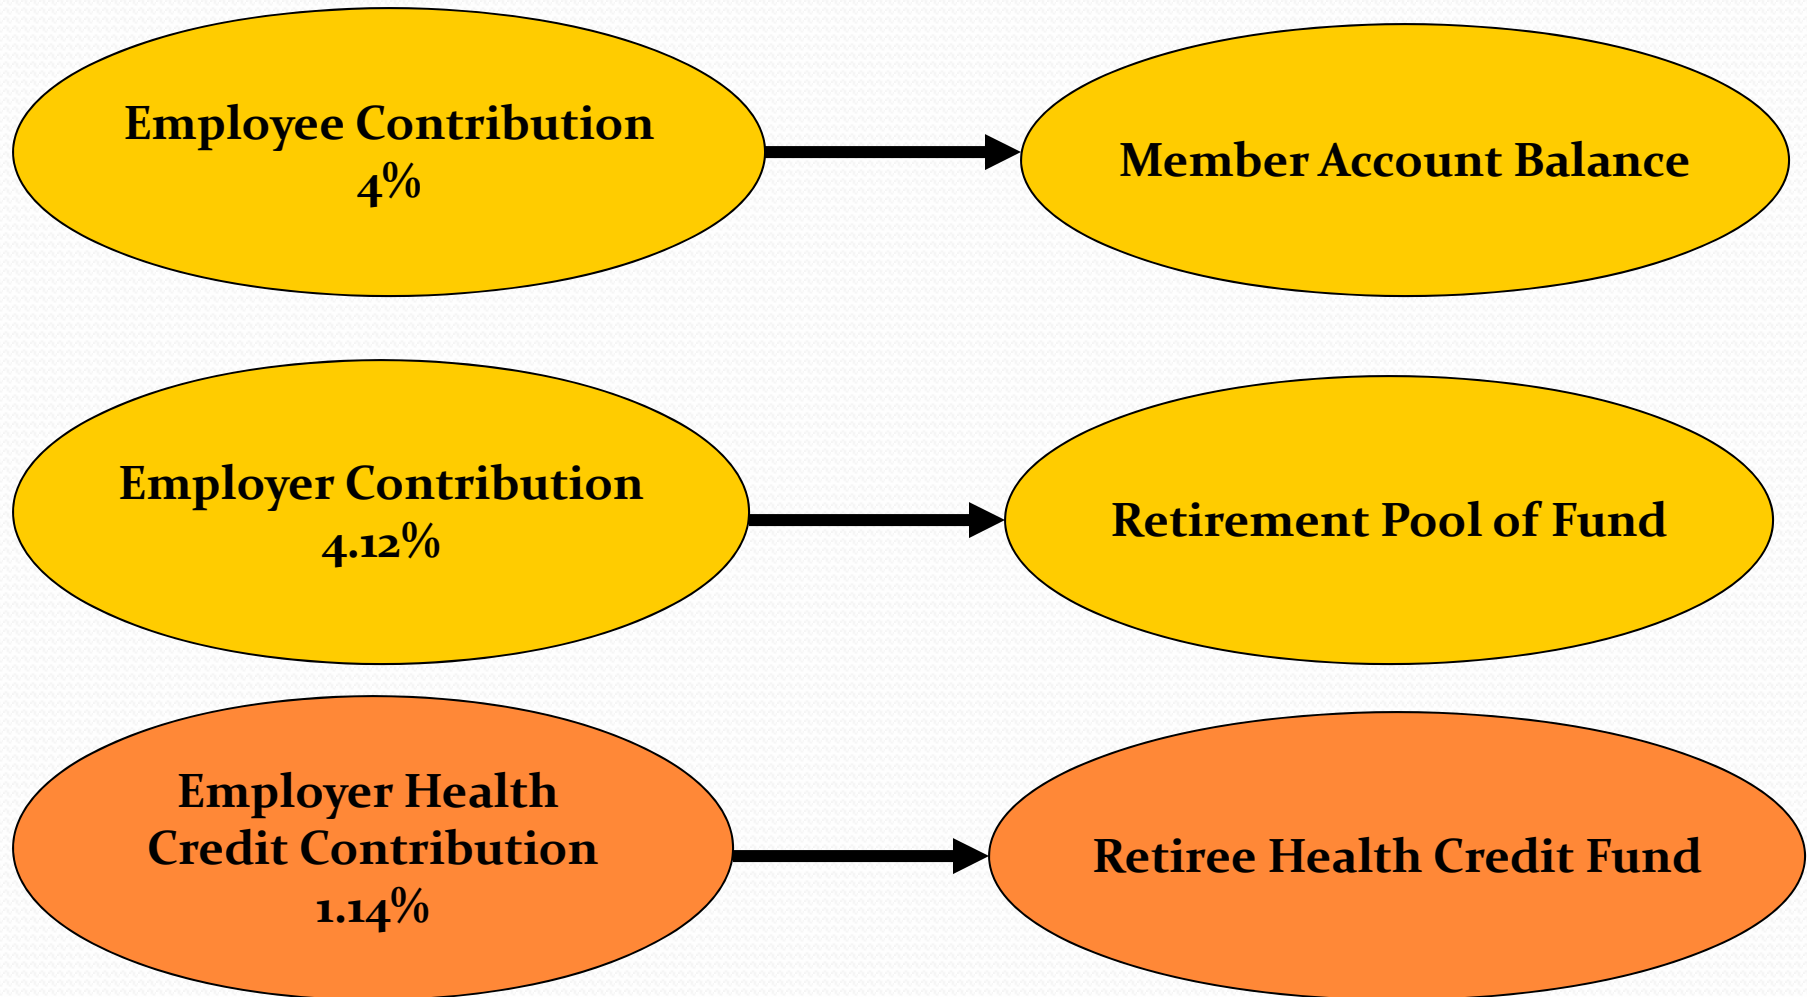 Employee Contribution
4%
Member Account Balance
Employer Contribution
4.12%
Retirement Pool of Fund
Employer Health
Credit Contribution
1.14%
Retiree Health Credit Fund